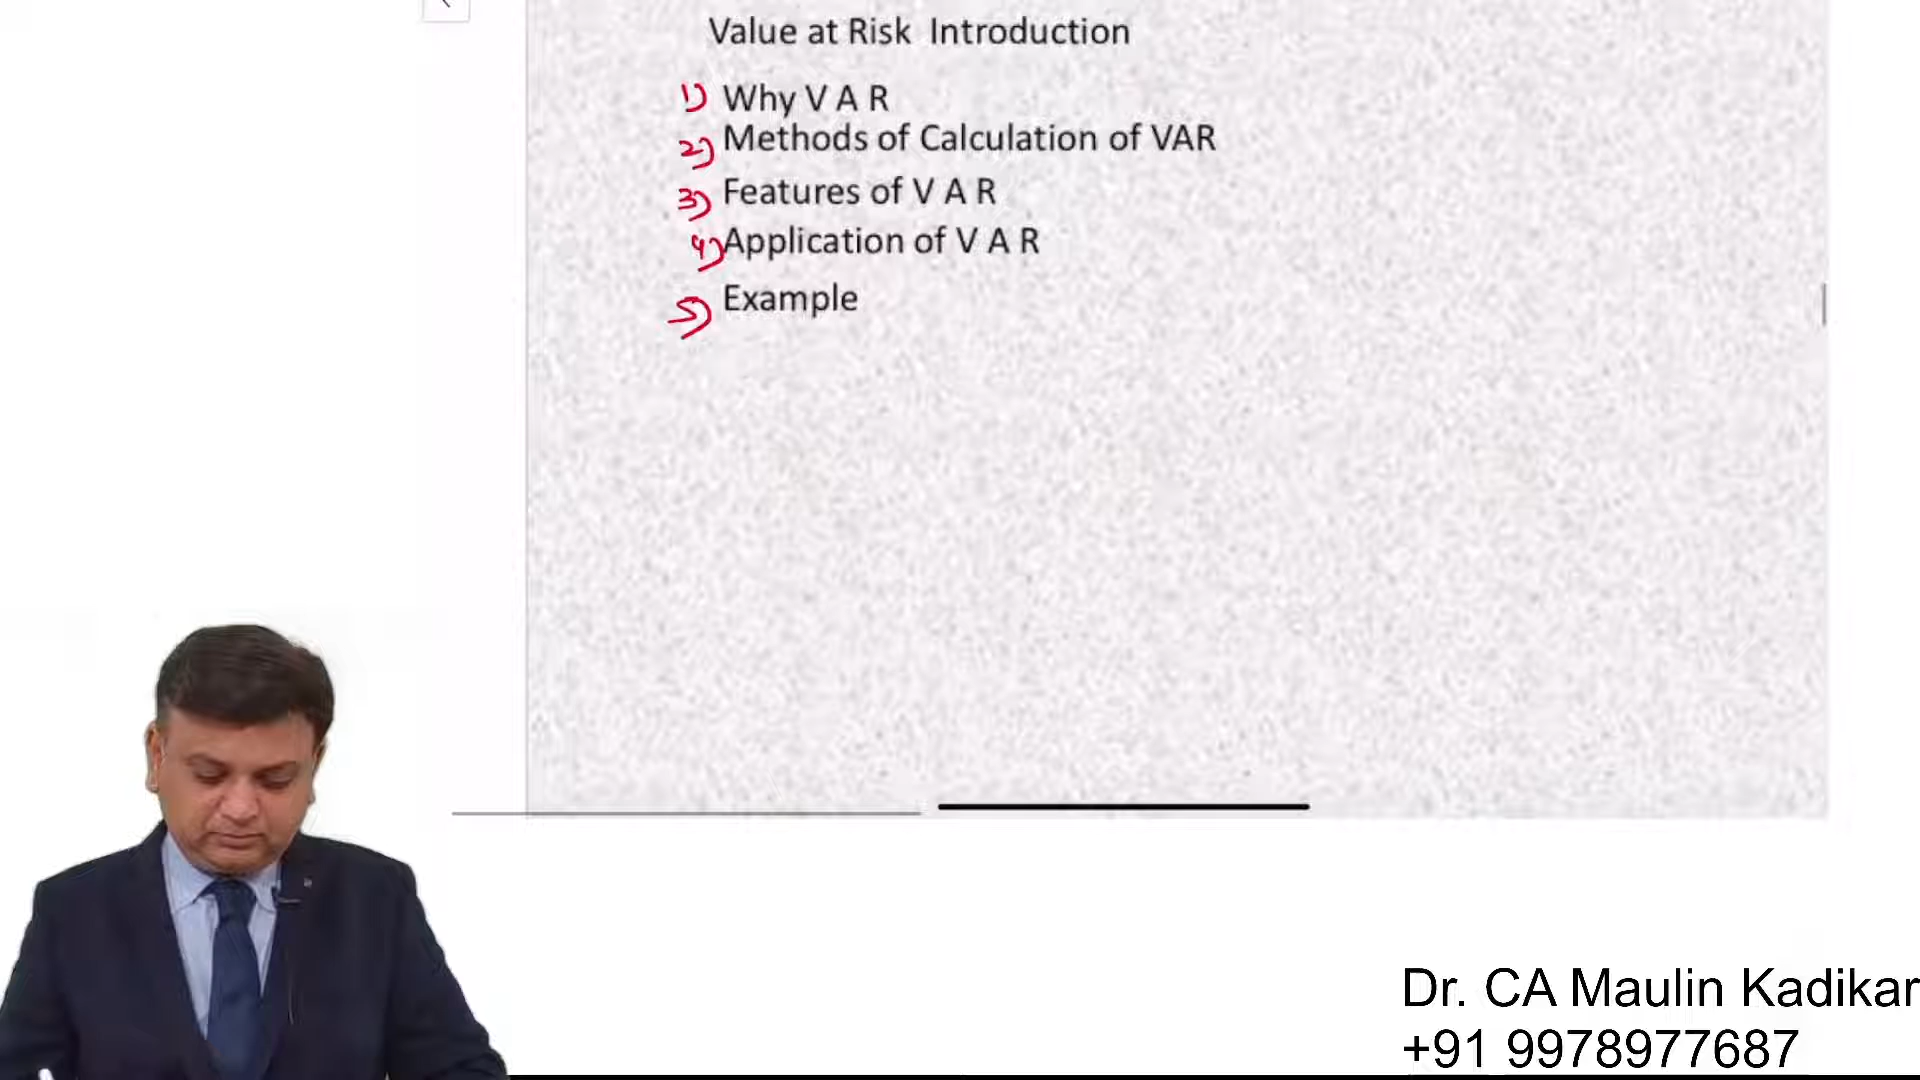 Value at Risk Introduction
1) Why V A R
2) Methods of Calculation of VAR
3) Features of V A R
4) Application of V A R
5) Example
Dr. CA Maulin Kadikar
+91 9978977687